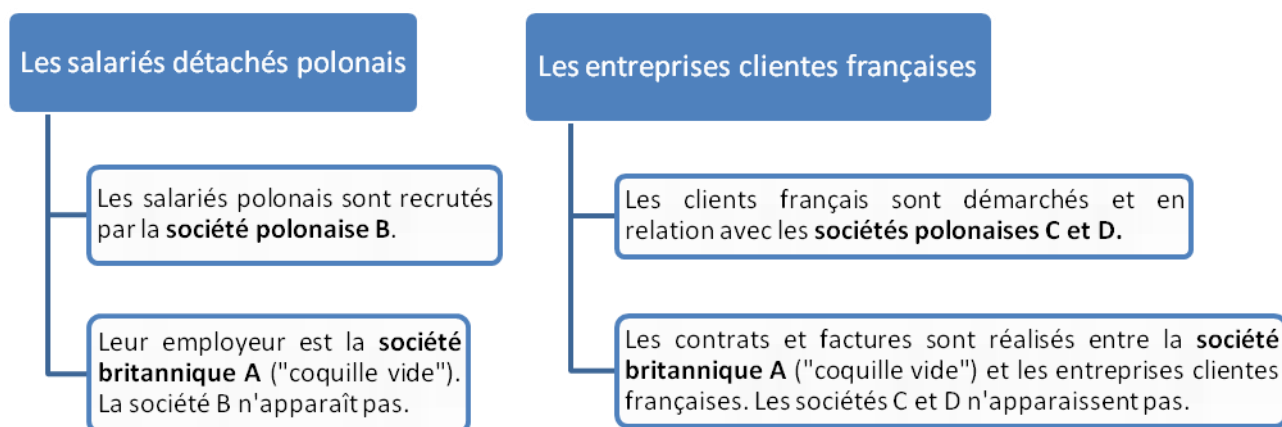 Les salariés détachés polonais
Les salariés polonais sont recrutés
par la société polonaise B.
Leur employeur est la société
britannique A ("coquille vide").
La société B n'apparaît pas.
Les entreprises clientes françaises
Les clients français sont démarchés et en
relation avec les sociétés polonaises C et D.
Les contrats et factures sont réalisés entre la société
britannique A ("coquille vide") et les entreprises clientes
françaises. Les sociétés C et D n'apparaissent pas.